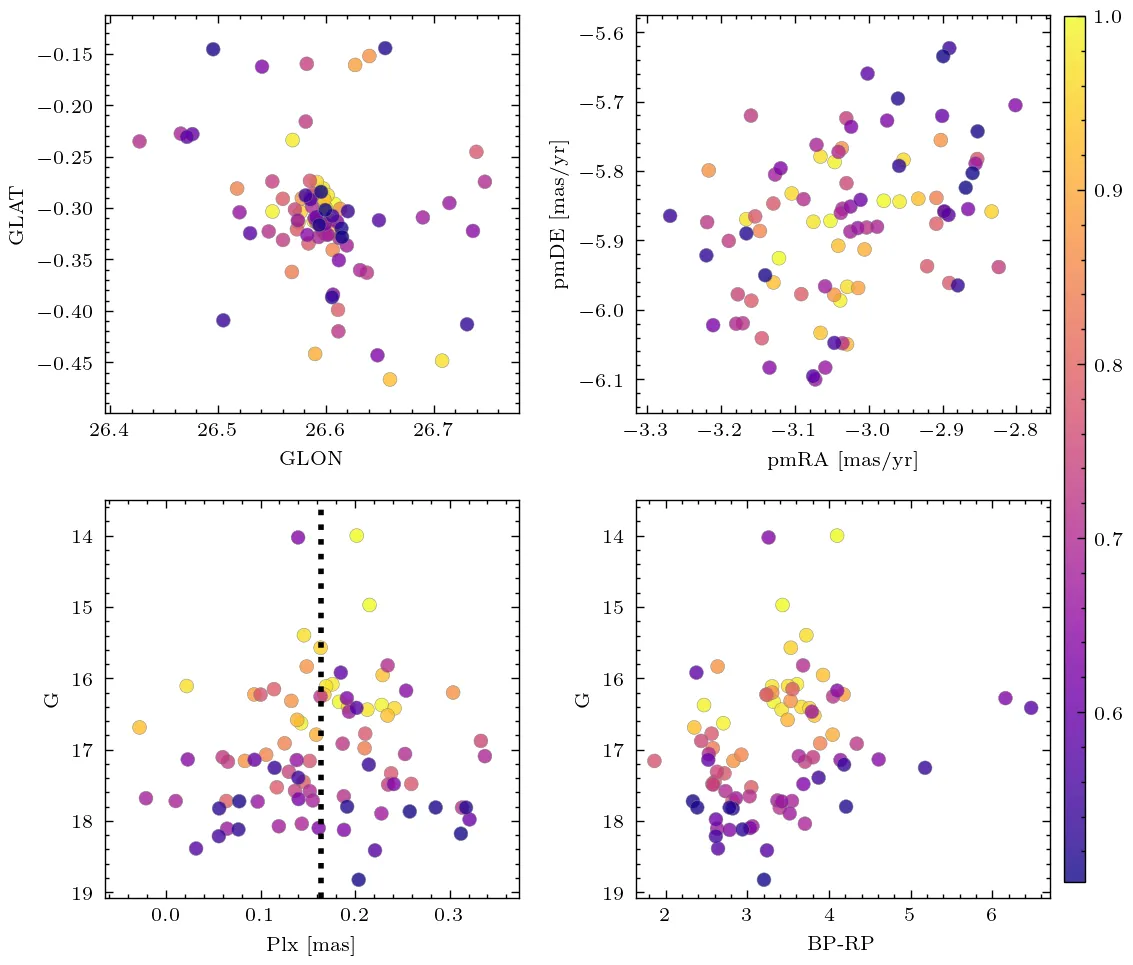 −0.15
−0.20
−0.25
−0.30
−0.35
−0.40
−0.45
GLAT
26.4 26.5 26.6 26.7
GLON
−5.6
−5.7
−5.8
−5.9
−6.0
−6.1
pmDE [mas/yr]
−3.3 −3.2 −3.1 −3.0 −2.9 −2.8
pmRA [mas/yr]
1.0
0.9
0.8
0.7
0.6
14
15
16
17
18
19
G
0.0 0.1 0.2 0.3
Plx [mas]
14
15
16
17
18
19
G
2 3 4 5 6
BP-RP